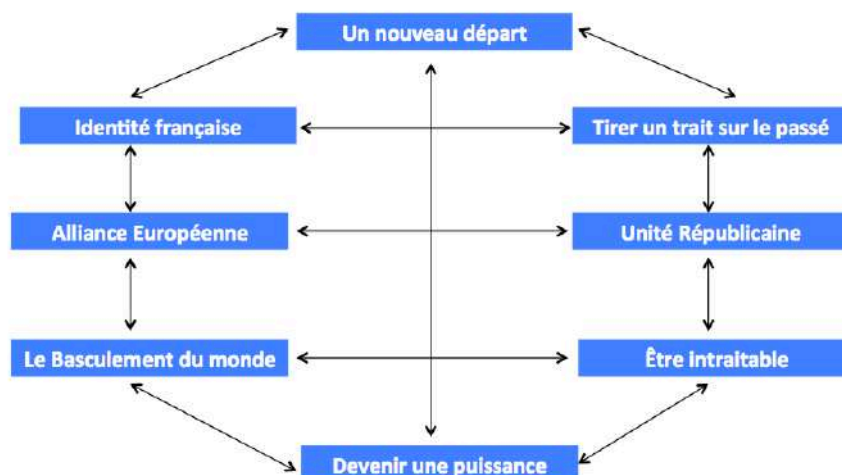 Un nouveau départ
Identité française
Tirer un trait sur le passé
Alliance Européenne
Unité Républicaine
Le Basculement du monde
Être intraitable
Devenir une puissance